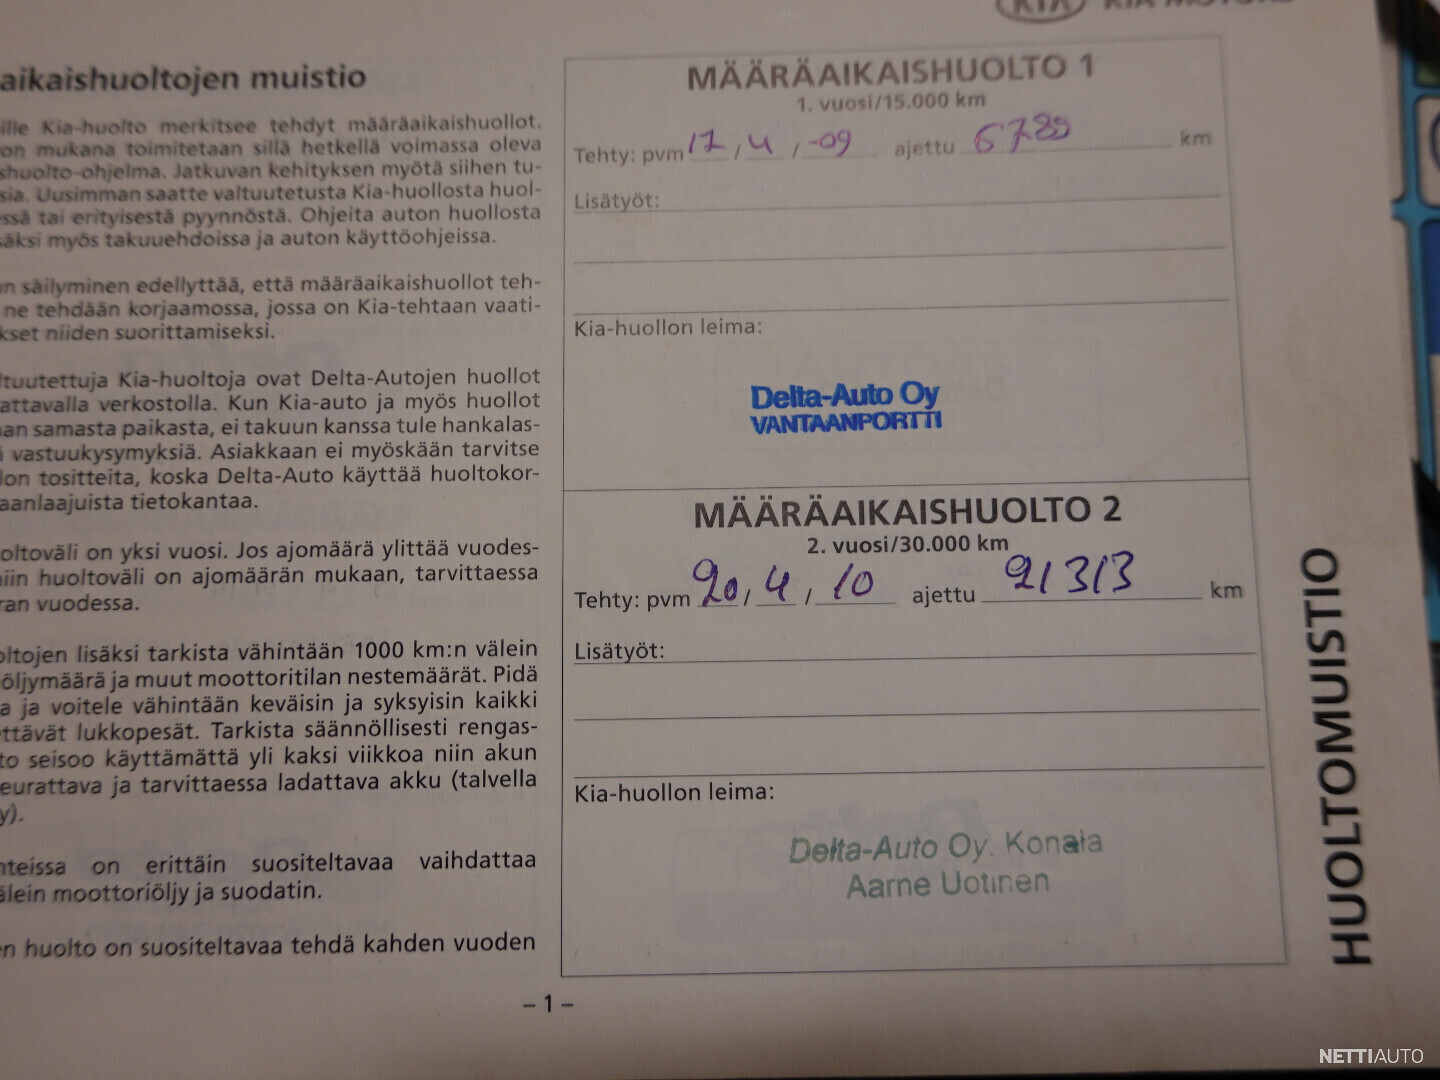 KIA KIA MOTORS
aikaishuoltojen muistio
ille Kia-huolto merkitsee tehdyt määräaikaishuollot.
on mukana toimitetaan sillä hetkellä voimassa oleva
shuolto-ohjelma. Jatkuvan kehityksen myötä siihen tu-
sia. Uusimman saatte valtuutetusta Kia-huollosta huol-
essä tai erityisestä pyynnöstä. Ohjeita auton huollosta
säksi myös takuuehdoissa ja auton käyttöohjeissa.
un säilyminen edellyttää, että määräaikaishuollot teh-
ne tehdään korjaamossa, jossa on Kia-tehtaan vaati-
kset niiden suorittamiseksi.
ltuutettuja Kia-huoltoja ovat Delta-Autojen huollot
attavalla verkostolla. Kun Kia-auto ja myös huollot
aan samasta paikasta, ei takuun kanssa tule hankalas-
ä vastuukysymyksiä. Asiakkaan ei myöskään tarvitse
lon tositteita, koska Delta-Auto käyttää huoltokor-
aanlaajuista tietokantaa.
oltoväli on yksi vuosi. Jos ajomäärä ylittää vuodes-
niin huoltoväli on ajomäärän mukaan, tarvittaessa
ran vuodessa.
oltojen lisäksi tarkista vähintään 1000 km:n välein
öljymäärä ja muut moottoritilan nestemäärät. Pidä
a ja voitele vähintään keväisin ja syksyisin kaikki
ettävät lukkopesät. Tarkista säännöllisesti rengas-
to seisoo käyttämättä yli kaksi viikkoa niin akun
eurattava ja tarvittaessa ladattava akku (talvella
y).
nteissa on erittäin suositeltavaa vaihdattaa
älein moottoriöljy ja suodatin.
en huolto on suositeltavaa tehdä kahden vuoden
MÄÄRÄAIKAISHUOLTO 1
1. vuosi/15.000 km
Tehty: pvm 17 / 4 / -09 ajettu 6789 km
Lisätyöt:
Kia-huollon leima:
Delta-Auto Oy
VANTAANPORTTI
MÄÄRÄAIKAISHUOLTO 2
2. vuosi/30.000 km
Tehty: pvm 20 / 4 / 10 ajettu 21313 km
Lisätyöt:
Kia-huollon leima:
Delta-Auto Oy. Konala
Aarne Uotinen
HUOLTOMUISTIO
– 1 –
NETTIAUTO